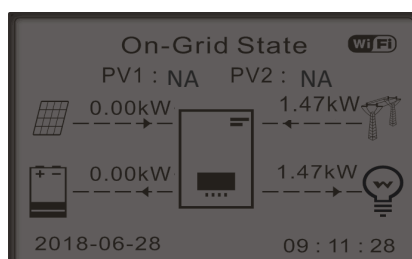 On-Grid State WiFi
PV1 : NA PV2 : NA
0.00kW 1.47kW
0.00kW 1.47kW
2018-06-28 09 : 11 : 28